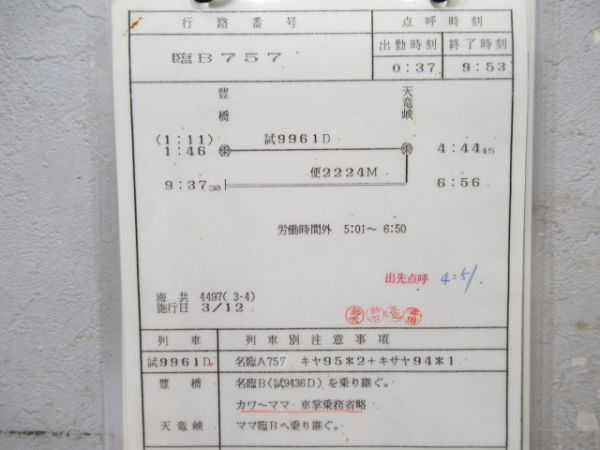 行路番号 点呼時刻
臨B757 出勤時刻 終了時刻
0:37 9:53
豊橋 天竜峡
(1:11) 試9961D
1:46 乗 乗 4:44 45
便2224M
9:37 30 6:56
労働時間外 5:01〜 6:50
出先点呼 4:51
海 共 4497( 3-4)
施行日 3/12
列車 列車別注意事項
試9961D 名臨A757 キヤ95*2+キサヤ94*1
豊橋 名臨B(試9436D)を乗り継ぐ。
カワ〜ママ 車掌乗務省略
天竜峡 ママ臨Bへ乗り継ぐ。